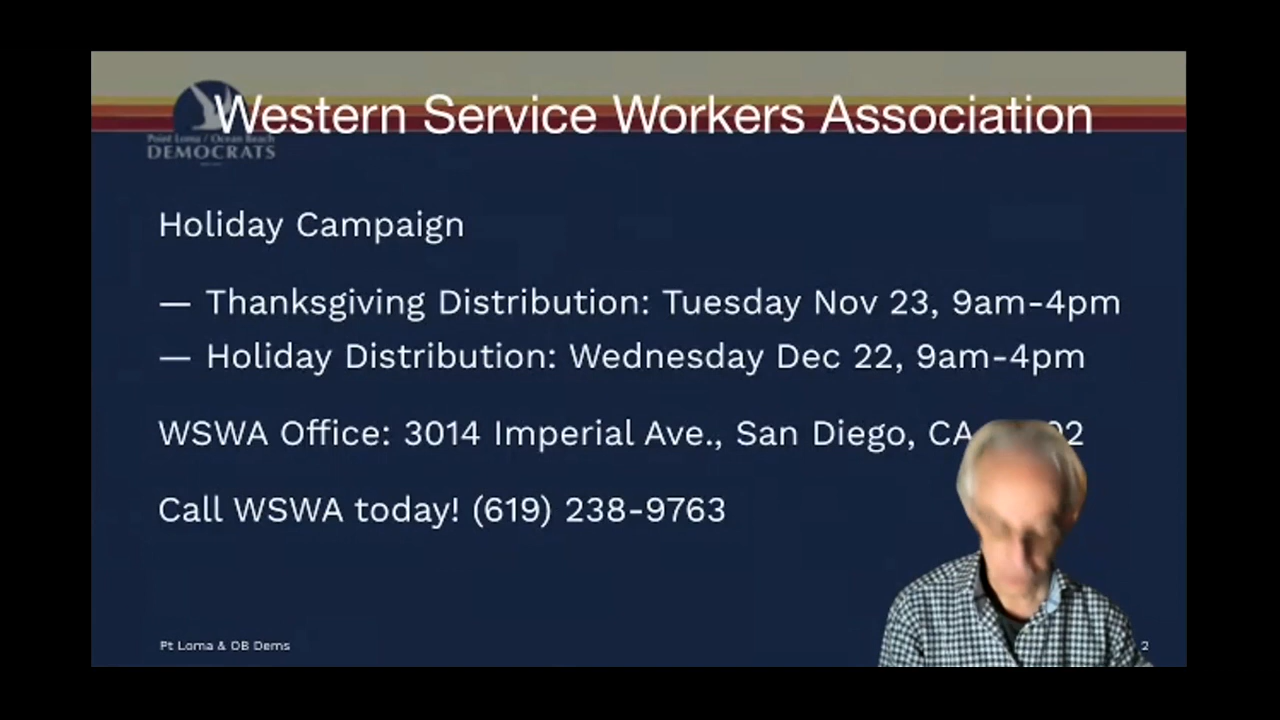 Western Service Workers Association
Point Loma / Ocean Beach
DEMOCRATS
Holiday Campaign
— Thanksgiving Distribution: Tuesday Nov 23, 9am-4pm
— Holiday Distribution: Wednesday Dec 22, 9am-4pm
WSWA Office: 3014 Imperial Ave., San Diego, CA
Call WSWA today! (619) 238-9763
Pt Loma & OB Dems
2